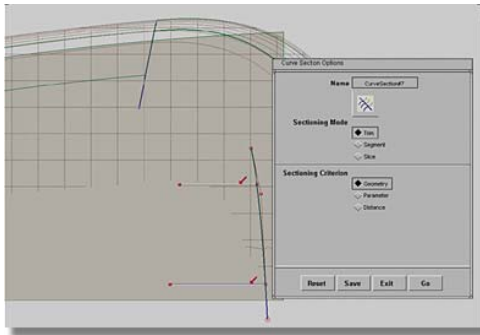 Curve Section Options
Name CurveSection#7
Sectioning Mode
Trim
Segment
Slice
Sectioning Criterion
Geometry
Parameter
Distance
Reset Save Exit Go